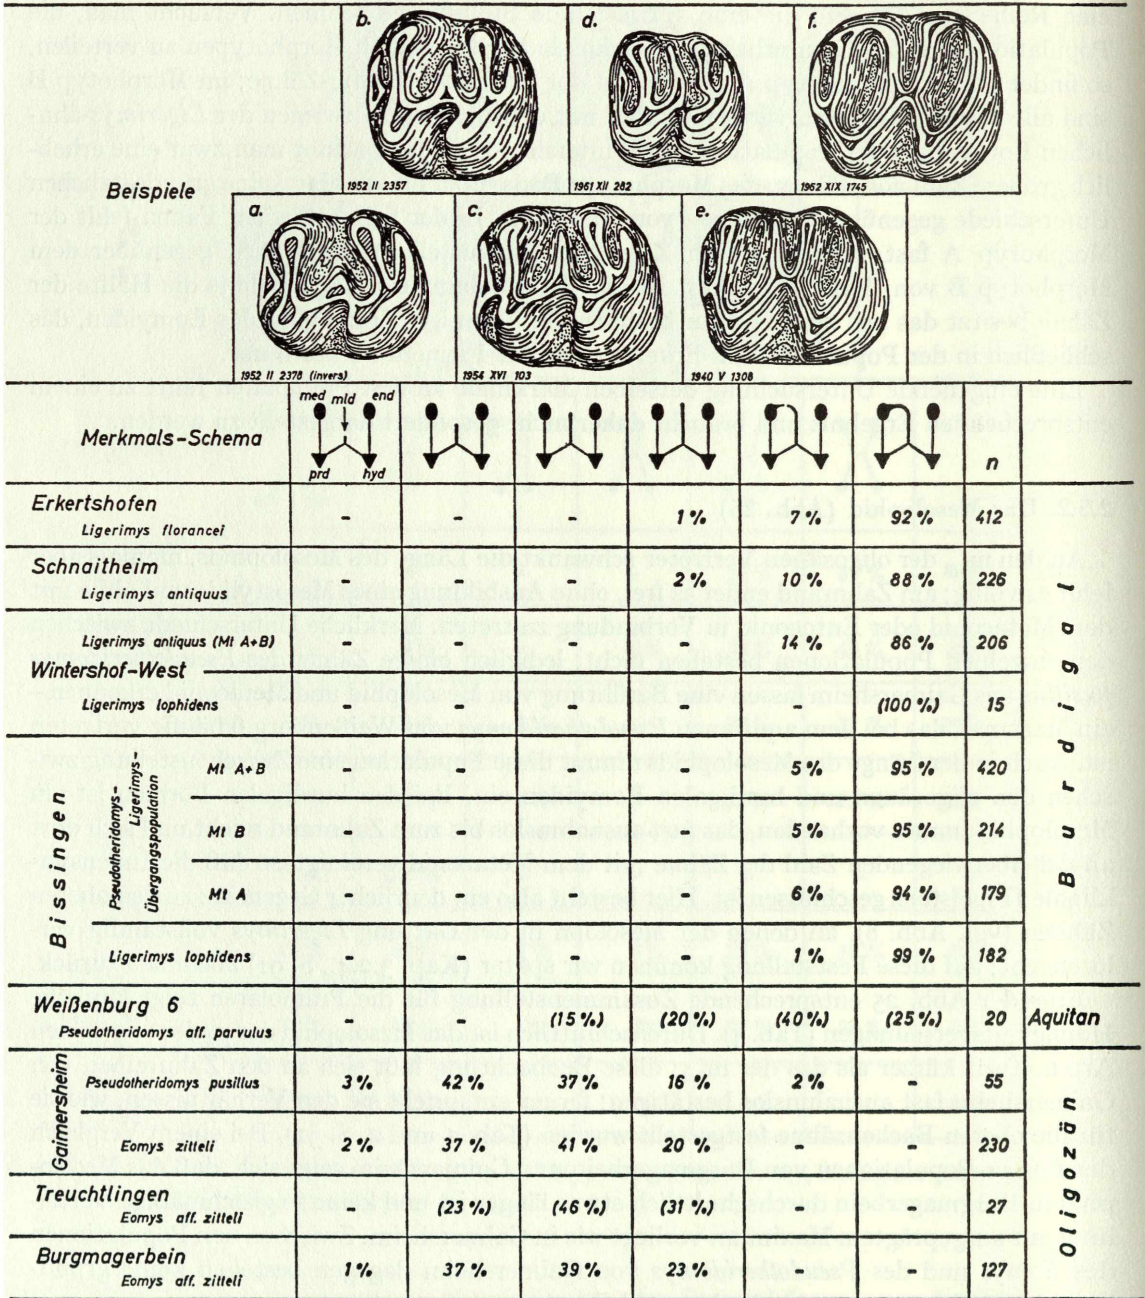 b. d. f.
1952 II 2357 1961 XII 282 1962 XIX 1745
Beispiele
a. c. e.
1952 II 2378 (invers) 1954 XVI 103 1940 V 1308
med mld end
Merkmals-Schema
prd hyd n
Erkertshofen
Ligerimys florancei - - - 1 % 7 % 92 % 412
Schnaitheim
Ligerimys antiquus - - - 2 % 10 % 88 % 226
Ligerimys antiquus (Mt A+B) - - - - 14 % 86 % 206
Wintershof-West
Ligerimys lophidens - - - - - (100 %) 15
Burdigal
Bissingen
Pseudotheridomys-
Ligerimys-
Übergangspopulation
Mt A+B - - - - 5 % 95 % 420
Mt B - - - - 5 % 95 % 214
Mt A - - - - 6 % 94 % 179
Ligerimys lophidens - - - - 1 % 99 % 182
Weißenburg 6
Pseudotheridomys aff. parvulus - - (15 %) (20 %) (40 %) (25 %) 20 Aquitan
Gaimersheim
Pseudotheridomys pusillus 3 % 42 % 37 % 16 % 2 % - 55
Eomys zitteli 2 % 37 % 41 % 20 % - - 230
Treuchtlingen
Eomys aff. zitteli - (23 %) (46 %) (31 %) - - 27
Burgmagerbein
Eomys aff. zitteli 1 % 37 % 39 % 23 % - - 127
Oligozän